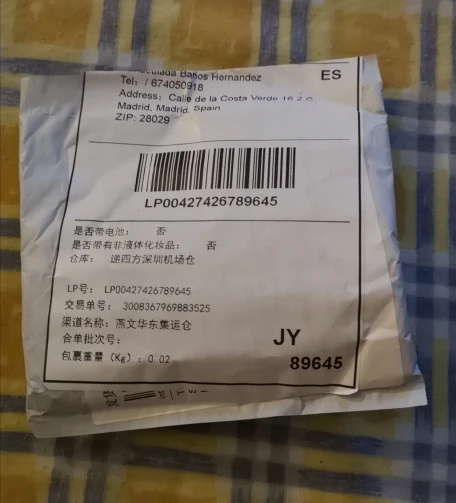 Baños Hernandez
ES
Tel: / 674050918
Address: Calle de la Costa Verde
Madrid, Madrid, Spain
ZIP: 28029
LP00427426789645
是否带电池: 否
是否带有非液体化妆品: 否
仓库: 递四方深圳机场仓
LP号: LP00427426789645
交易单号: 3008367969883525
渠道名称: 燕文华东集运仓
合单批次号:
JY
包裹重量 (Kg) : 0.02
89645